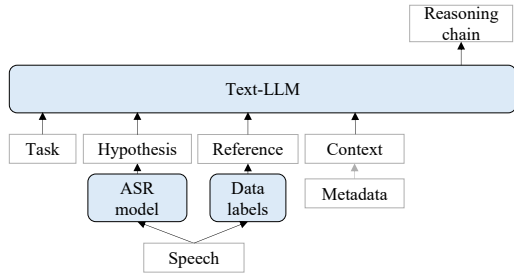 Reasoning
chain
Text-LLM
Task
Hypothesis
Reference
Context
ASR
model
Data
labels
Metadata
Speech